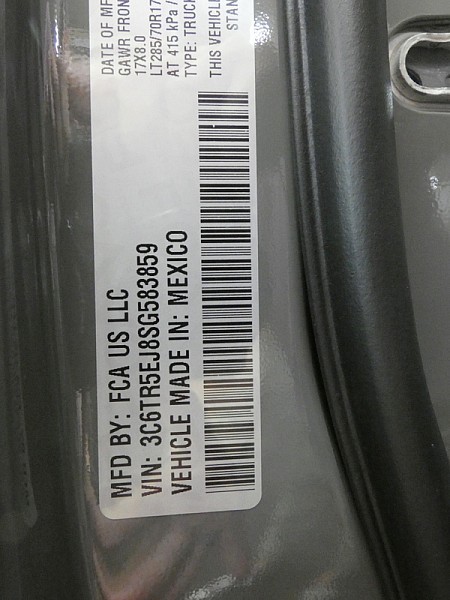 MFD BY: FCA US LLC
VIN: 3C6TR5EJ8SG583859
VEHICLE MADE IN: MEXICO
DATE OF MF
GAWR FRON
17X8.0
LT285/70R17
AT 415 kPa /
TYPE: TRUCK
THIS VEHICLE
STAN